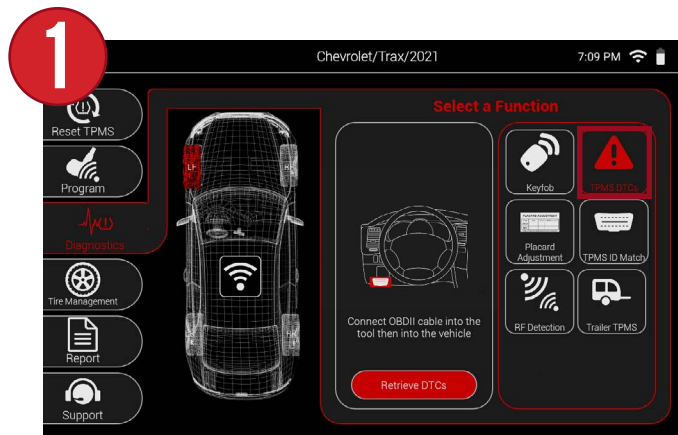 1
Chevrolet/Trax/2021
7:09 PM
Reset TPMS
Program
Diagnostics
Tire Management
Report
Support
LF
Select a Function
Connect OBDII cable into the
tool then into the vehicle
Retrieve DTCs
Keyfob
TPMS DTCs
Placard
Adjustment
TPMS ID Match
RF Detection
Trailer TPMS